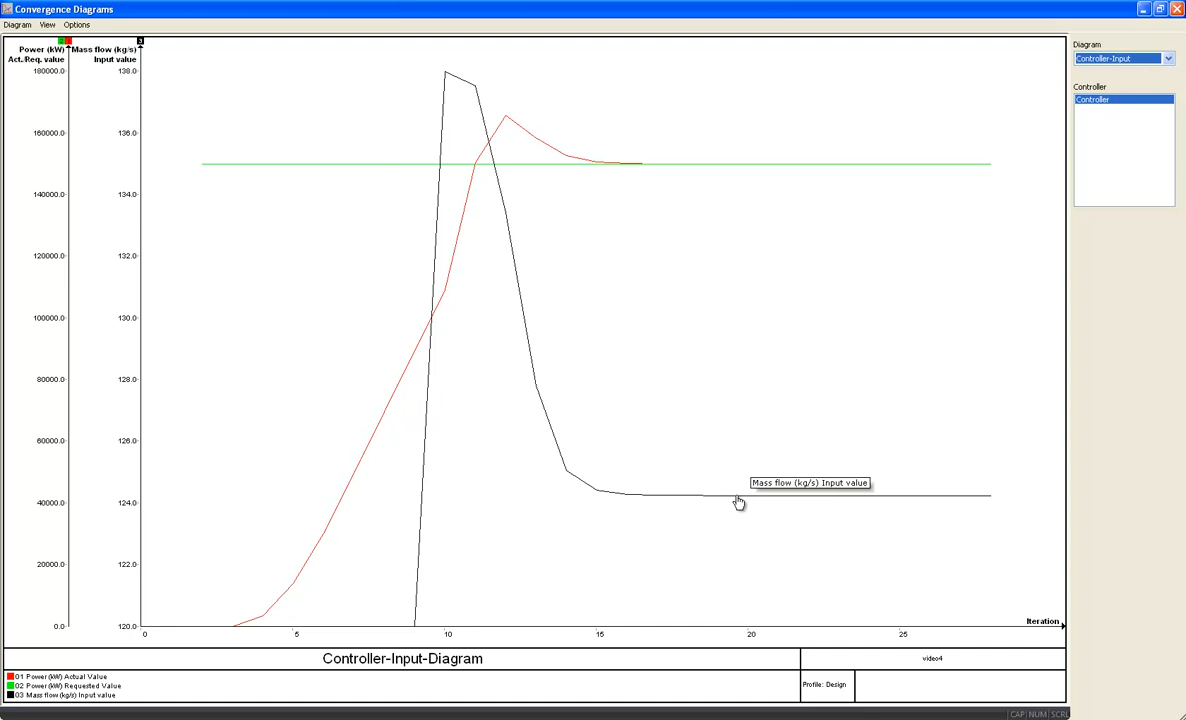 Convergence Diagrams
Diagram View Options
2 1 3
Power (kW) Mass flow (kg/s)
Act./Req. value Input value
180000.0 138.0
160000.0 136.0
140000.0 134.0
120000.0 132.0
100000.0 130.0
80000.0 128.0
60000.0 126.0
40000.0 124.0
20000.0 122.0
0.0 120.0
Mass flow (kg/s) Input value
Iteration
0 5 10 15 20 25
Controller-Input-Diagram
video4
01 Power (kW) Actual Value
02 Power (kW) Requested Value
03 Mass flow (kg/s) Input value
Profile: Design
Diagram
Controller-Input
Controller
Controller
CAP NUM SCRL